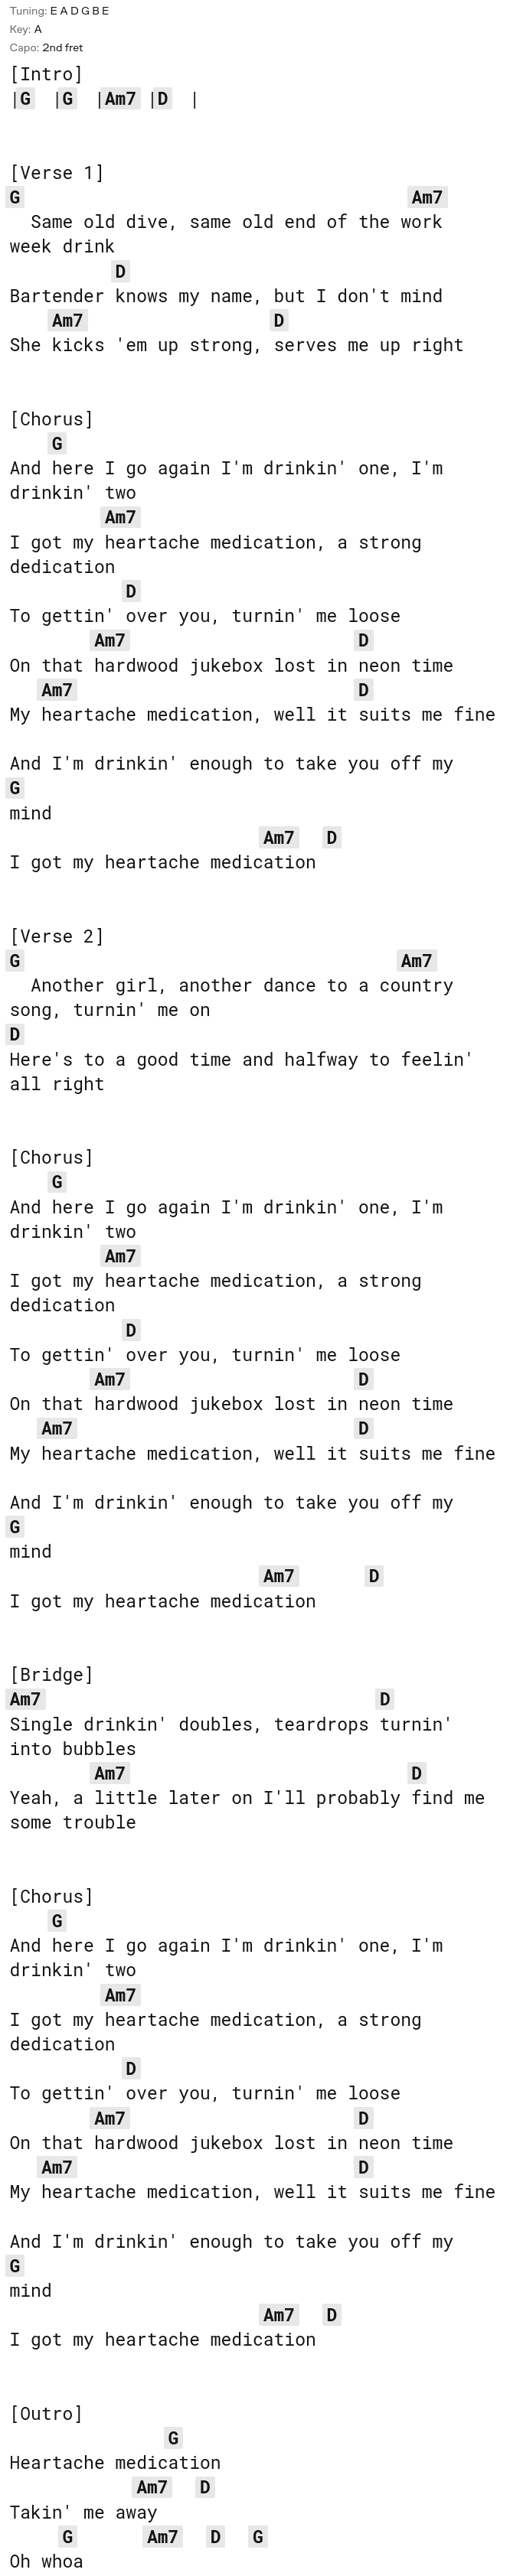 Tuning: E A D G B E
Key: A
Capo: 2nd fret
[Intro]
|G |G |Am7 |D |
[Verse 1]
G Am7
Same old dive, same old end of the work
week drink
D
Bartender knows my name, but I don't mind
Am7 D
She kicks 'em up strong, serves me up right
[Chorus]
G
And here I go again I'm drinkin' one, I'm
drinkin' two
Am7
I got my heartache medication, a strong
dedication
D
To gettin' over you, turnin' me loose
Am7 D
On that hardwood jukebox lost in neon time
Am7 D
My heartache medication, well it suits me fine
And I'm drinkin' enough to take you off my
G
mind
Am7 D
I got my heartache medication
[Verse 2]
G Am7
Another girl, another dance to a country
song, turnin' me on
D
Here's to a good time and halfway to feelin'
all right
[Chorus]
G
And here I go again I'm drinkin' one, I'm
drinkin' two
Am7
I got my heartache medication, a strong
dedication
D
To gettin' over you, turnin' me loose
Am7 D
On that hardwood jukebox lost in neon time
Am7 D
My heartache medication, well it suits me fine
And I'm drinkin' enough to take you off my
G
mind
Am7 D
I got my heartache medication
[Bridge]
Am7 D
Single drinkin' doubles, teardrops turnin'
into bubbles
Am7 D
Yeah, a little later on I'll probably find me
some trouble
[Chorus]
G
And here I go again I'm drinkin' one, I'm
drinkin' two
Am7
I got my heartache medication, a strong
dedication
D
To gettin' over you, turnin' me loose
Am7 D
On that hardwood jukebox lost in neon time
Am7 D
My heartache medication, well it suits me fine
And I'm drinkin' enough to take you off my
G
mind
Am7 D
I got my heartache medication
[Outro]
G
Heartache medication
Am7 D
Takin' me away
G Am7 D G
Oh whoa